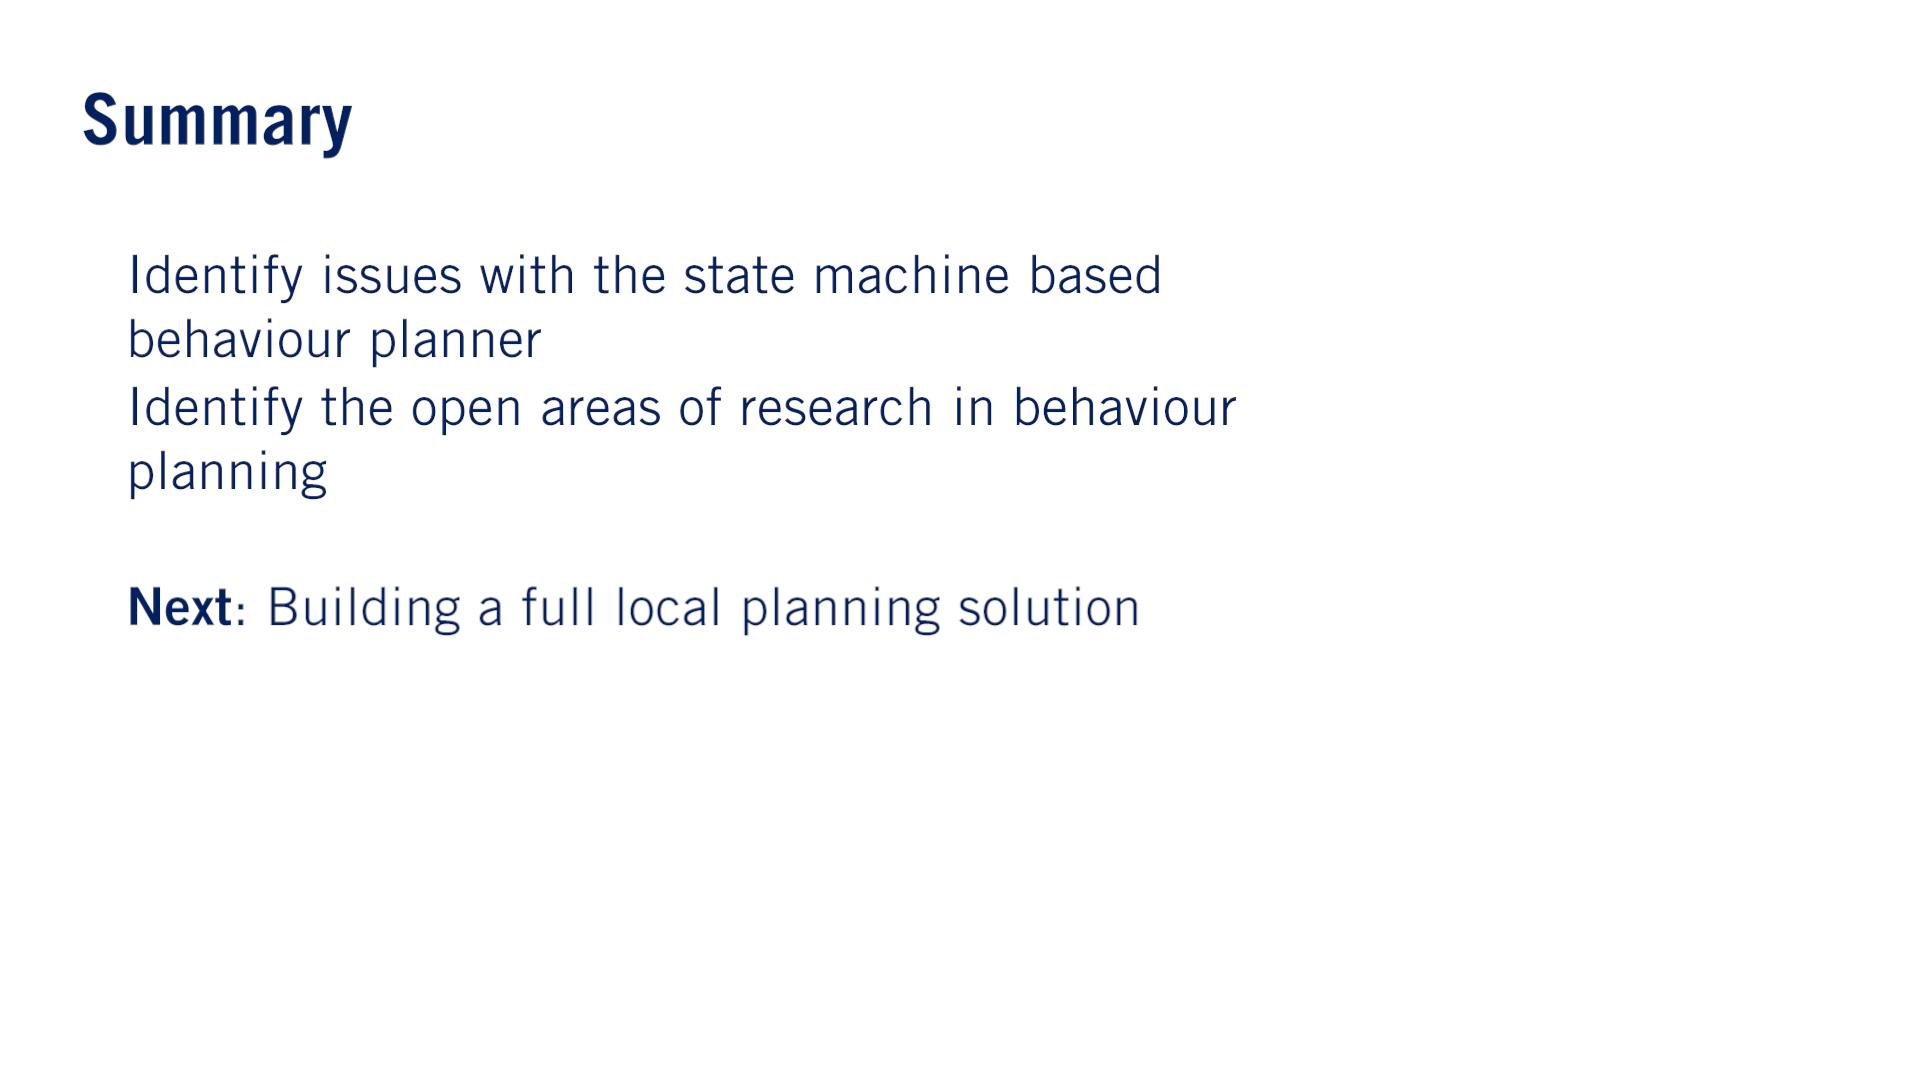 Summary
Identify issues with the state machine based
behaviour planner
Identify the open areas of research in behaviour
planning
Next: Building a full local planning solution